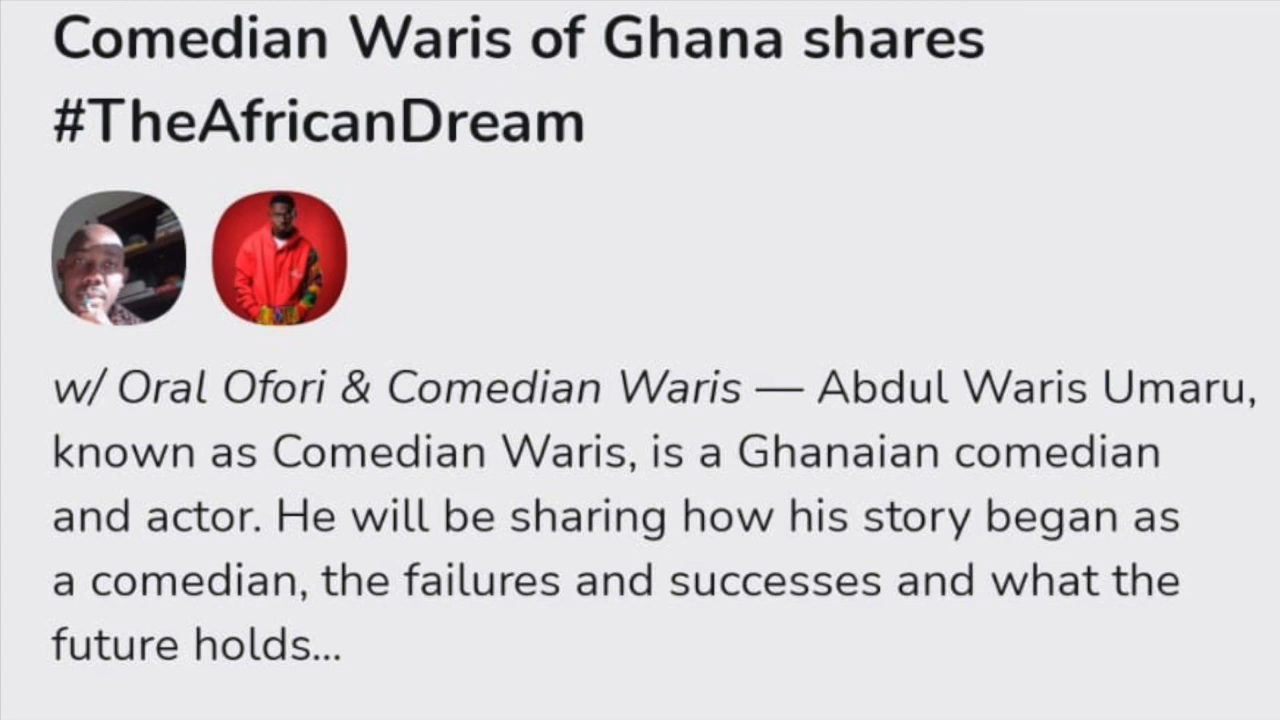 Comedian Waris of Ghana shares
#TheAfricanDream
w/ Oral Ofori & Comedian Waris — Abdul Waris Umaru,
known as Comedian Waris, is a Ghanaian comedian
and actor. He will be sharing how his story began as
a comedian, the failures and successes and what the
future holds...